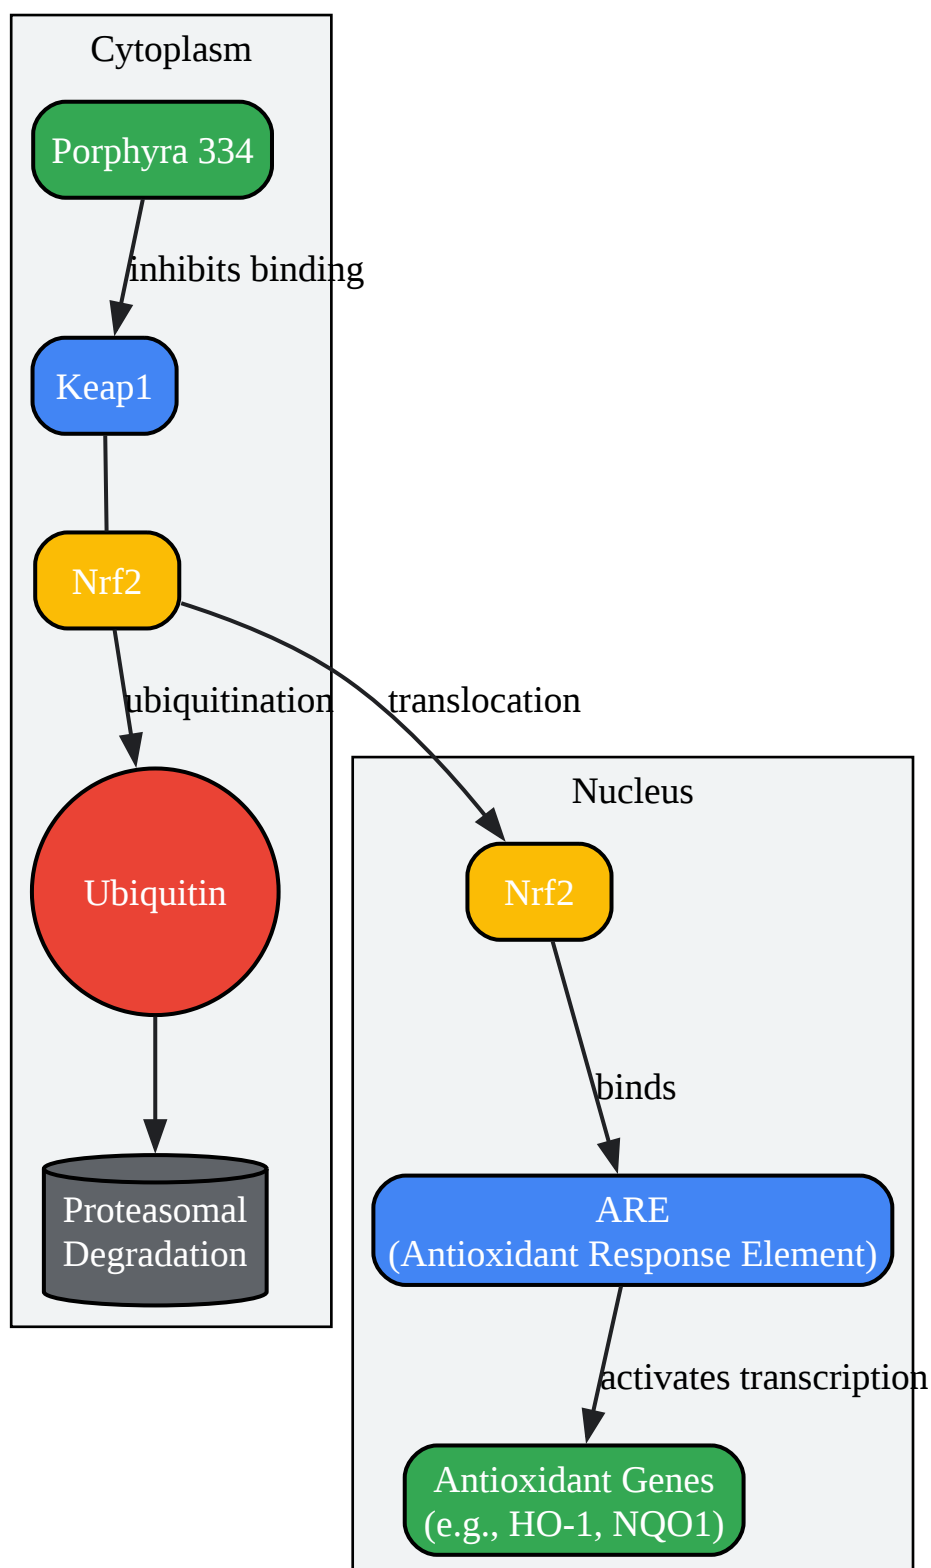 Cytoplasm
Porphyra 334
inhibits binding
Keap1
Nrf2
ubiquitination
translocation
Nucleus
Ubiquitin
Nrf2
binds
Proteasomal
Degradation
ARE
(Antioxidant Response Element)
activates transcription
Antioxidant Genes
(e.g., HO-1, NQO1)